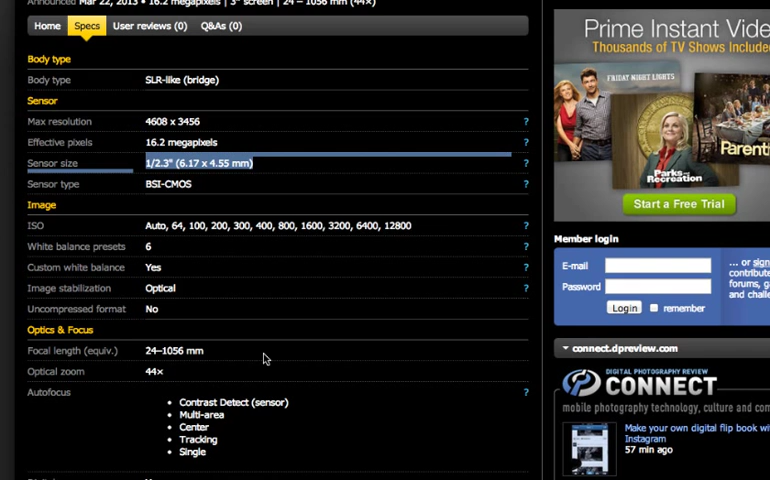 Announced Mar 22, 2013 • 16.2 megapixels | 3" screen | 24 – 1056 mm (44×)
Home Specs User reviews (0) Q&As (0)
Body type
Body type SLR-like (bridge)
Sensor
Max resolution 4608 x 3456 ?
Effective pixels 16.2 megapixels ?
Sensor size 1/2.3" (6.17 x 4.55 mm) ?
Sensor type BSI-CMOS ?
Image
ISO Auto, 64, 100, 200, 300, 400, 800, 1600, 3200, 6400, 12800 ?
White balance presets 6 ?
Custom white balance Yes ?
Image stabilization Optical ?
Uncompressed format No ?
Optics & Focus
Focal length (equiv.) 24–1056 mm ?
Optical zoom 44× ?
Autofocus ?
• Contrast Detect (sensor)
• Multi-area
• Center
• Tracking
• Single
Prime Instant Vide
Thousands of TV Shows Include
FRIDAY NIGHT LIGHTS
Parks and Recreation
Parent
Start a Free Trial
Member login
E-mail
Password
Login remember
... or sign
contribute
forums, g
and challe
connect.dpreview.com
DIGITAL PHOTOGRAPHY REVIEW
CONNECT
mobile photography technology, culture and com
Make your own digital flip book wi
Instagram
57 min ago